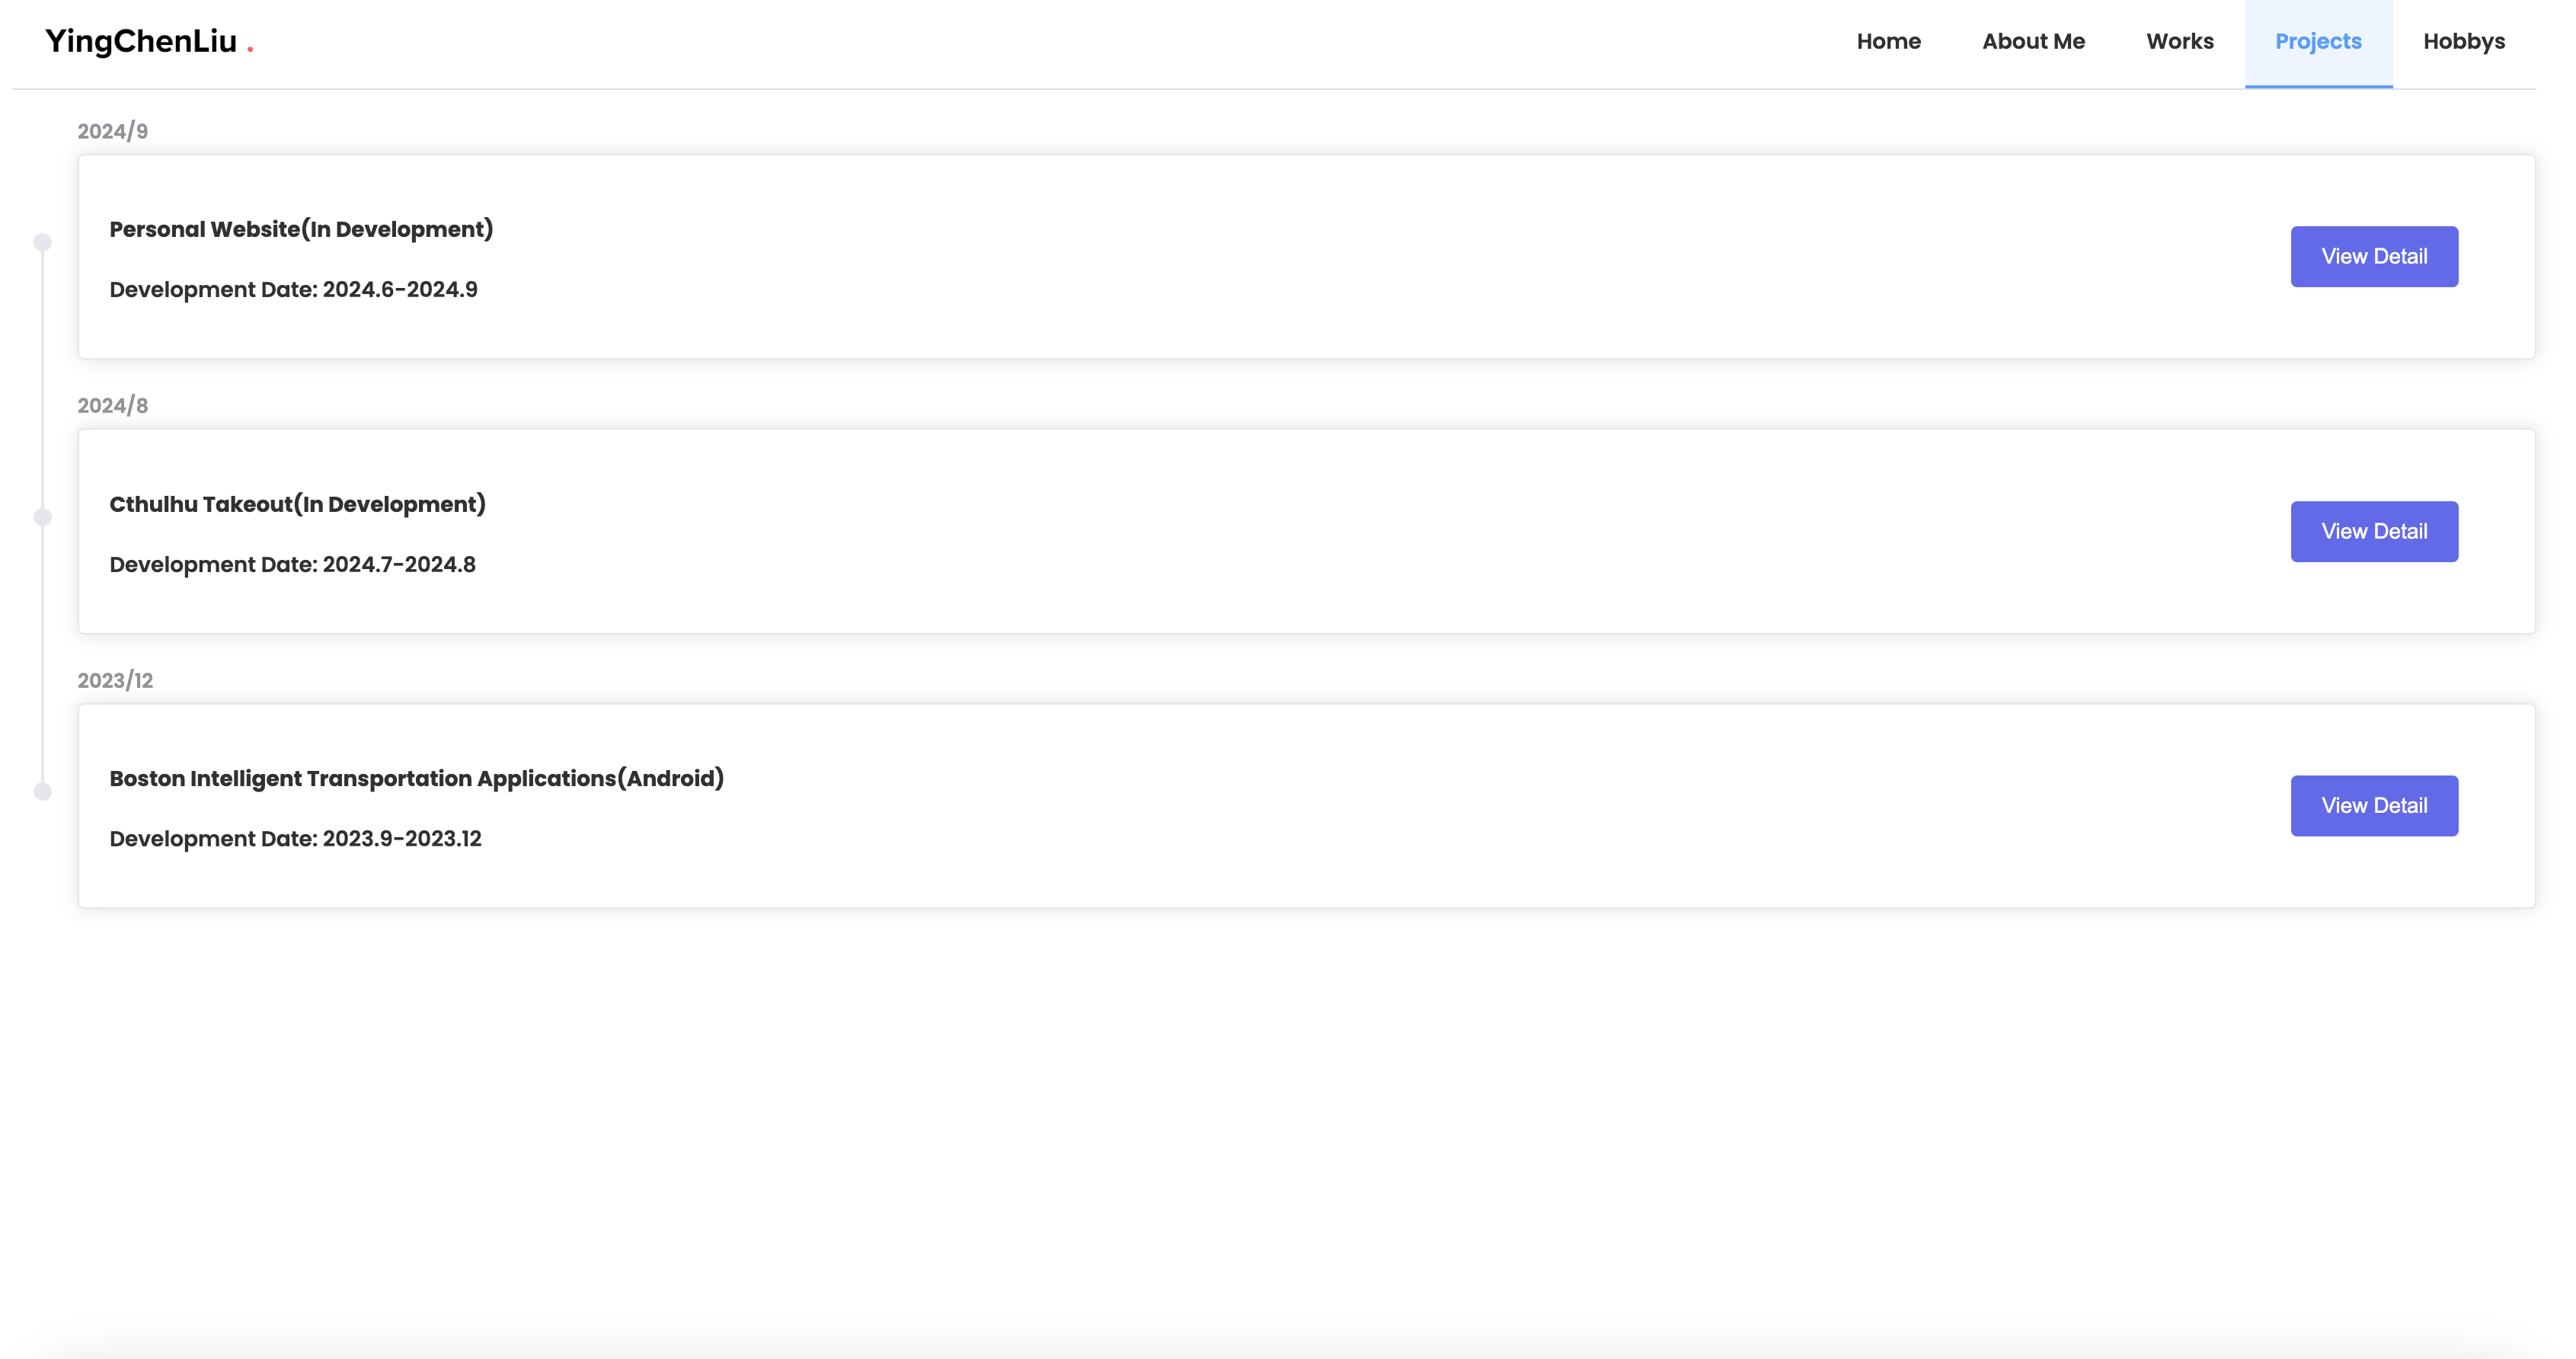 YingChenLiu .
Home About Me Works Projects Hobbys
2024/9
Personal Website(In Development)
View Detail
Development Date: 2024.6-2024.9
2024/8
Cthulhu Takeout(In Development)
View Detail
Development Date: 2024.7-2024.8
2023/12
Boston Intelligent Transportation Applications(Android)
View Detail
Development Date: 2023.9-2023.12